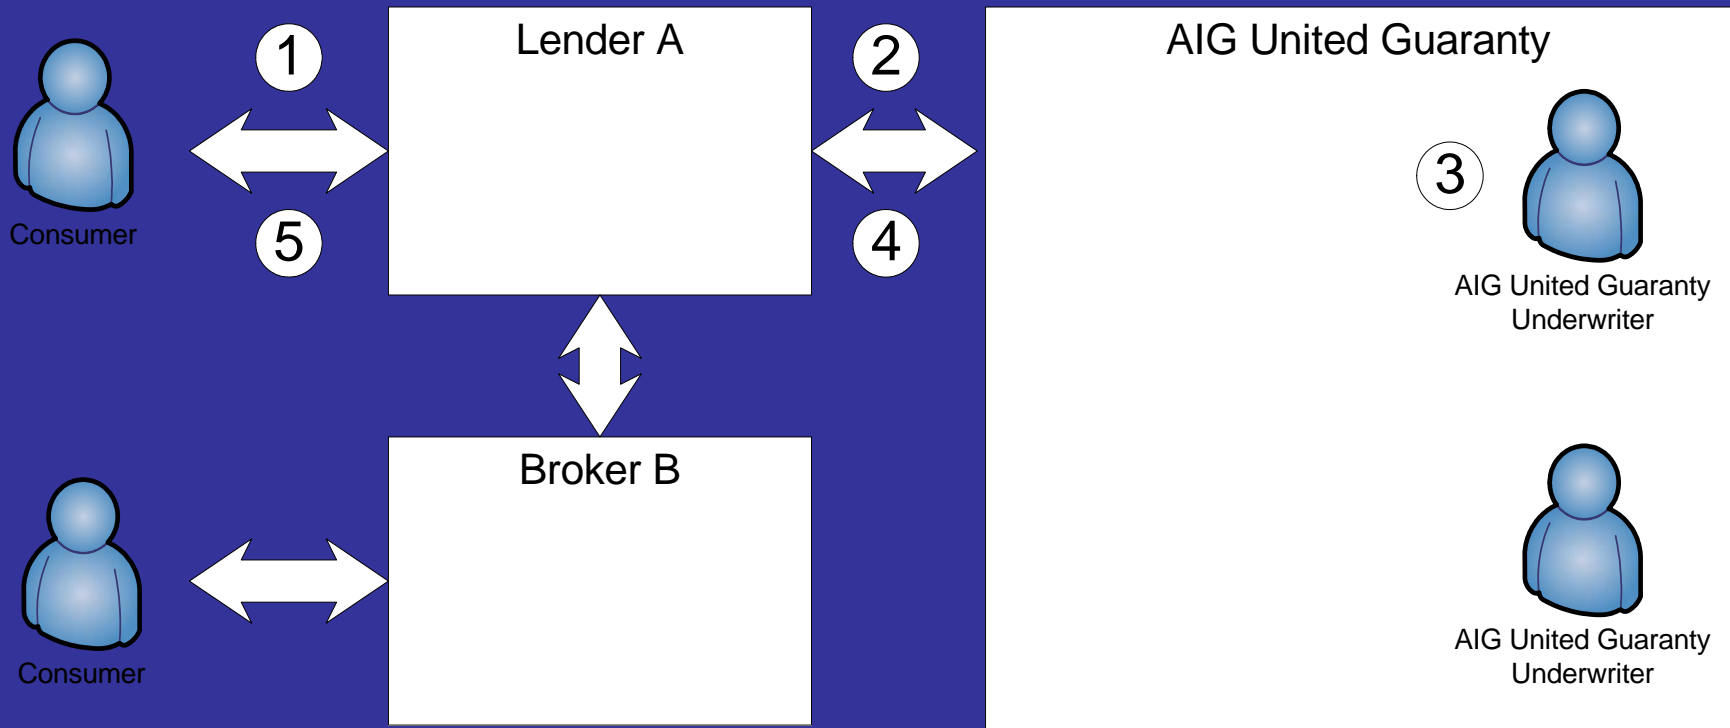 1
Lender A
2
AIG United Guaranty
3
Consumer
5
4
AIG United Guaranty
Underwriter
Broker B
Consumer
AIG United Guaranty
Underwriter